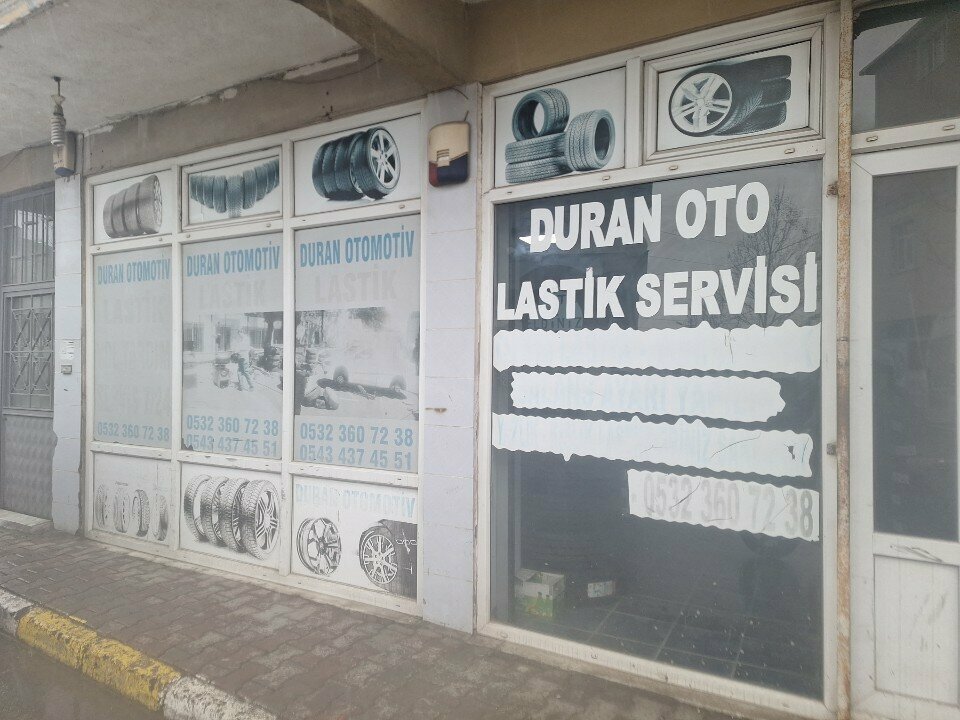 DURAN OTOMOTİV
LASTİK
0532 360 72 38
DURAN OTOMOTİV
LASTİK
0532 360 72 38
0543 437 45 51
DURAN OTOMOTİV
LASTİK
0532 360 72 38
0543 437 45 51
DURAN OTOMOTİV
DURAN OTO
LASTİK SERVİSİ
0532 360 72 38